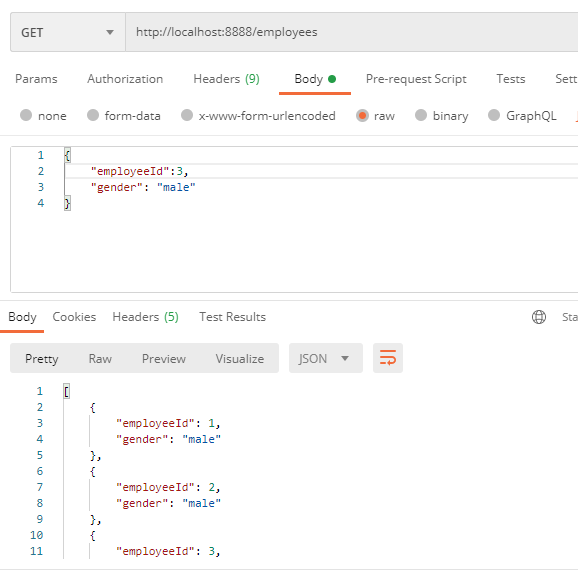 GET http://localhost:8888/employees
Params Authorization Headers (9) Body Pre-request Script Tests Sett
none form-data x-www-form-urlencoded raw binary GraphQL
1 {
2 "employeeId":3,
3 "gender": "male"
4 }
Body Cookies Headers (5) Test Results Sta
Pretty Raw Preview Visualize JSON
1 [
2 {
3 "employeeId": 1,
4 "gender": "male"
5 },
6 {
7 "employeeId": 2,
8 "gender": "male"
9 },
10 {
11 "employeeId": 3,